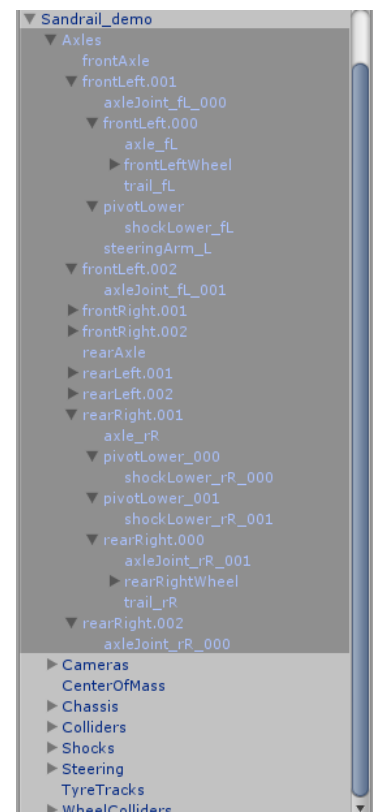 Sandrail_demo
Axles
frontAxle
frontLeft.001
axleJoint_fL_000
frontLeft.000
axle_fL
frontLeftWheel
trail_fL
pivotLower
shockLower_fL
steeringArm_L
frontLeft.002
axleJoint_fL_001
frontRight.001
frontRight.002
rearAxle
rearLeft.001
rearLeft.002
rearRight.001
axle_rR
pivotLower_000
shockLower_rR_000
pivotLower_001
shockLower_rR_001
rearRight.000
axleJoint_rR_001
rearRightWheel
trail_rR
rearRight.002
axleJoint_rR_000
Cameras
CenterOfMass
Chassis
Colliders
Shocks
Steering
TyreTracks
WheelColliders